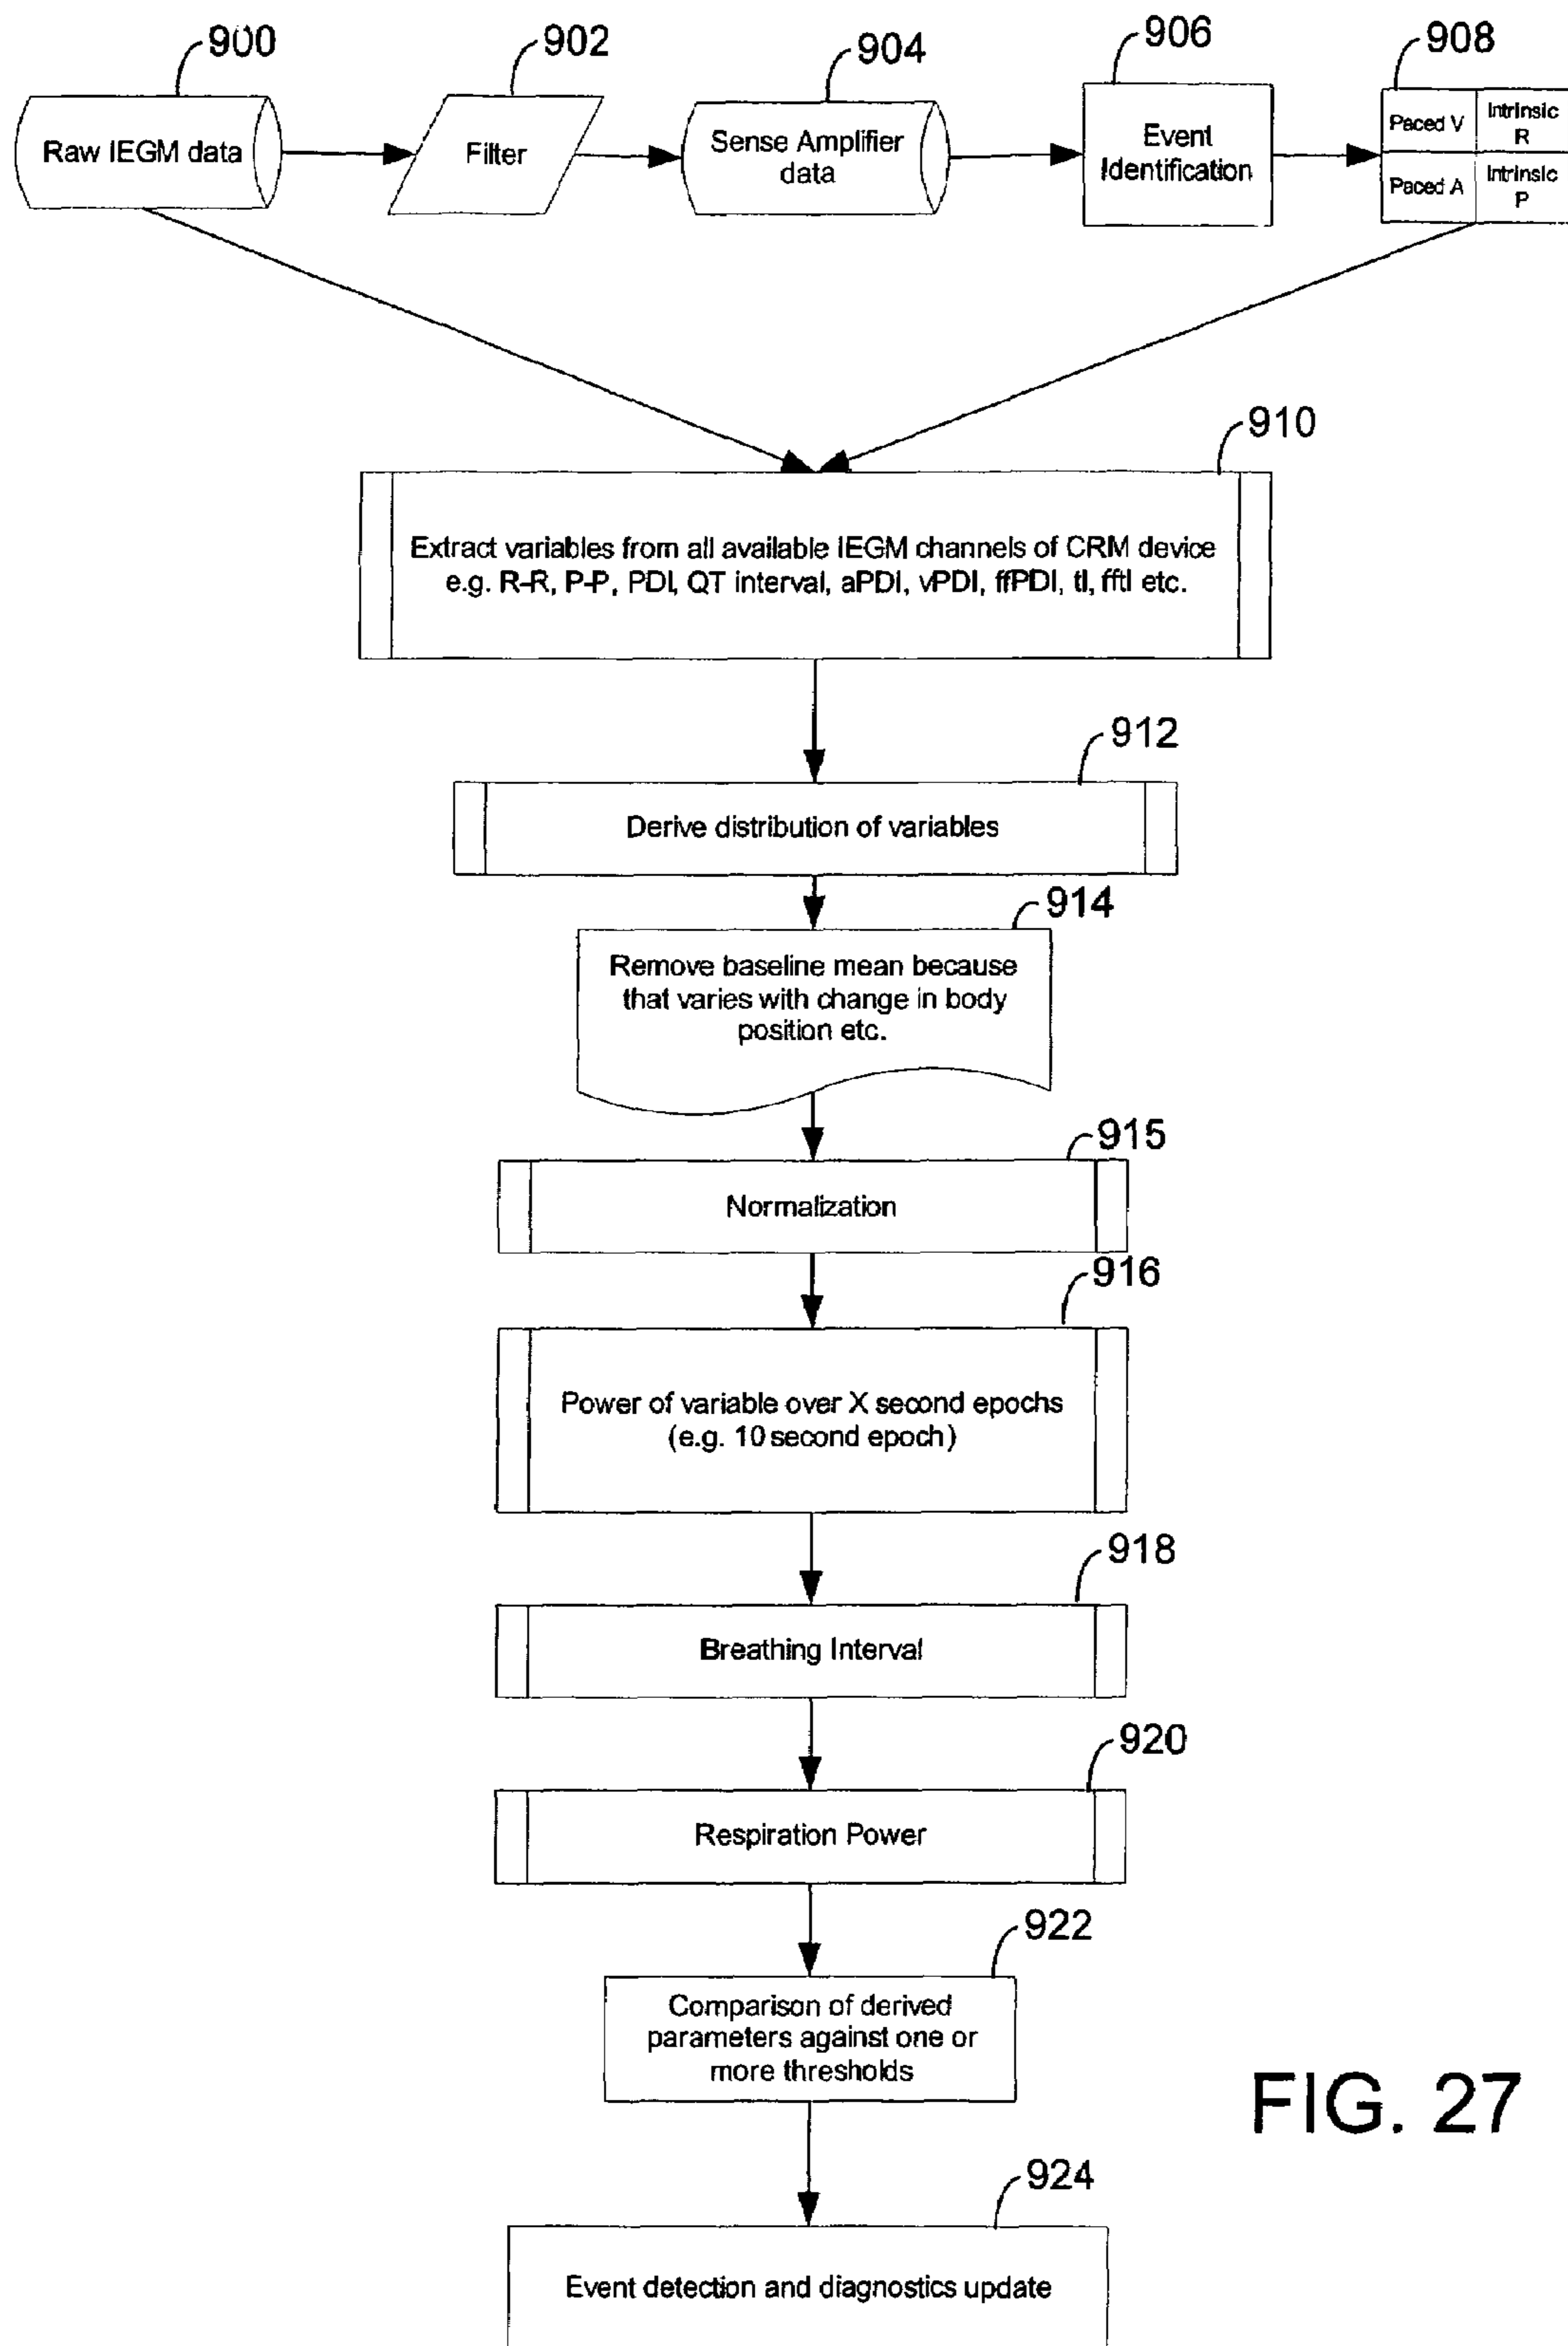 900
902
904
906
908
Raw IEGM data
Filter
Sense Amplifier
data
Event
Identification
Paced V
Intrinsic
R
Paced A
Intrinsic
P
910
Extract variables from all available IEGM channels of CRM device
e.g. R-R, P-P, PDI, QT interval, aPDI, vPDI, ffPDI, tI, fftI etc.
912
Derive distribution of variables
914
Remove baseline mean because
that varies with change in body
position etc.
915
Normalization
916
Power of variable over X second epochs
(e.g. 10 second epoch)
918
Breathing Interval
920
Respiration Power
922
Comparison of derived
parameters against one or
more thresholds
FIG. 27
924
Event detection and diagnostics update